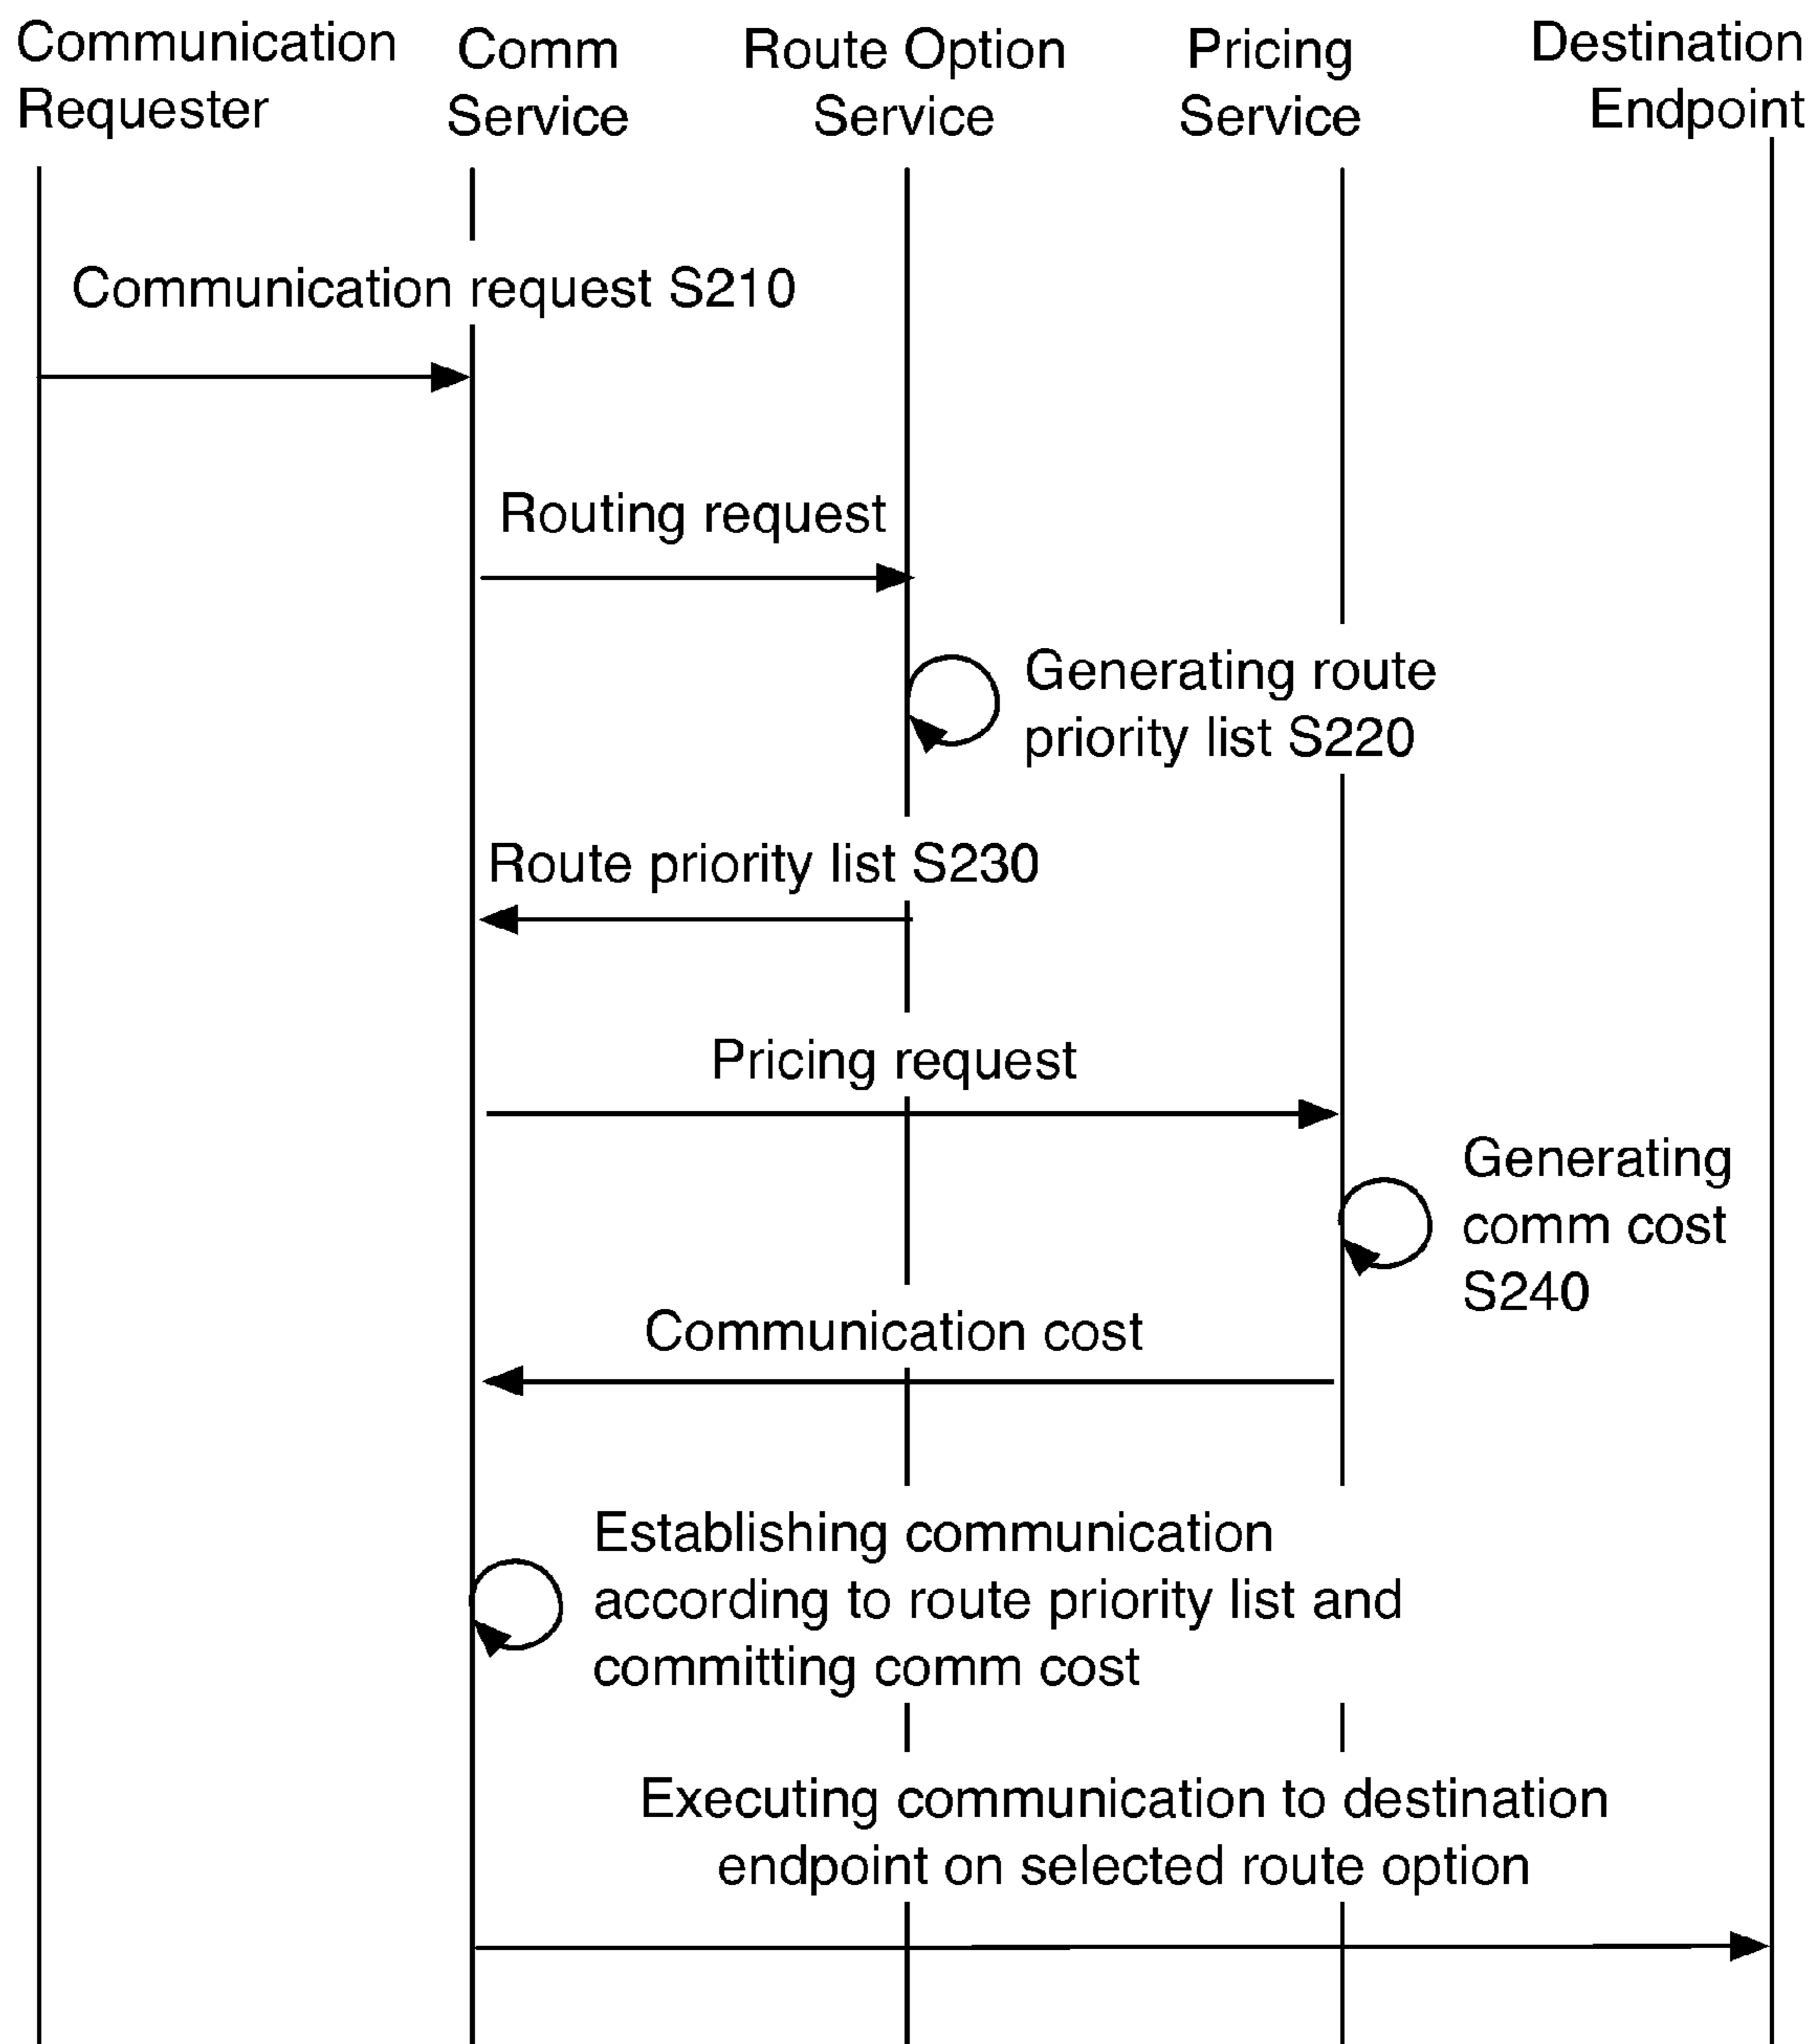 Communication
Requester
Comm
Service
Route Option
Service
Pricing
Service
Destination
Endpoint
Communication request S210
Routing request
Generating route
priority list S220
Route priority list S230
Pricing request
Generating
comm cost
S240
Communication cost
Establishing communication
according to route priority list and
committing comm cost
Executing communication to destination
endpoint on selected route option